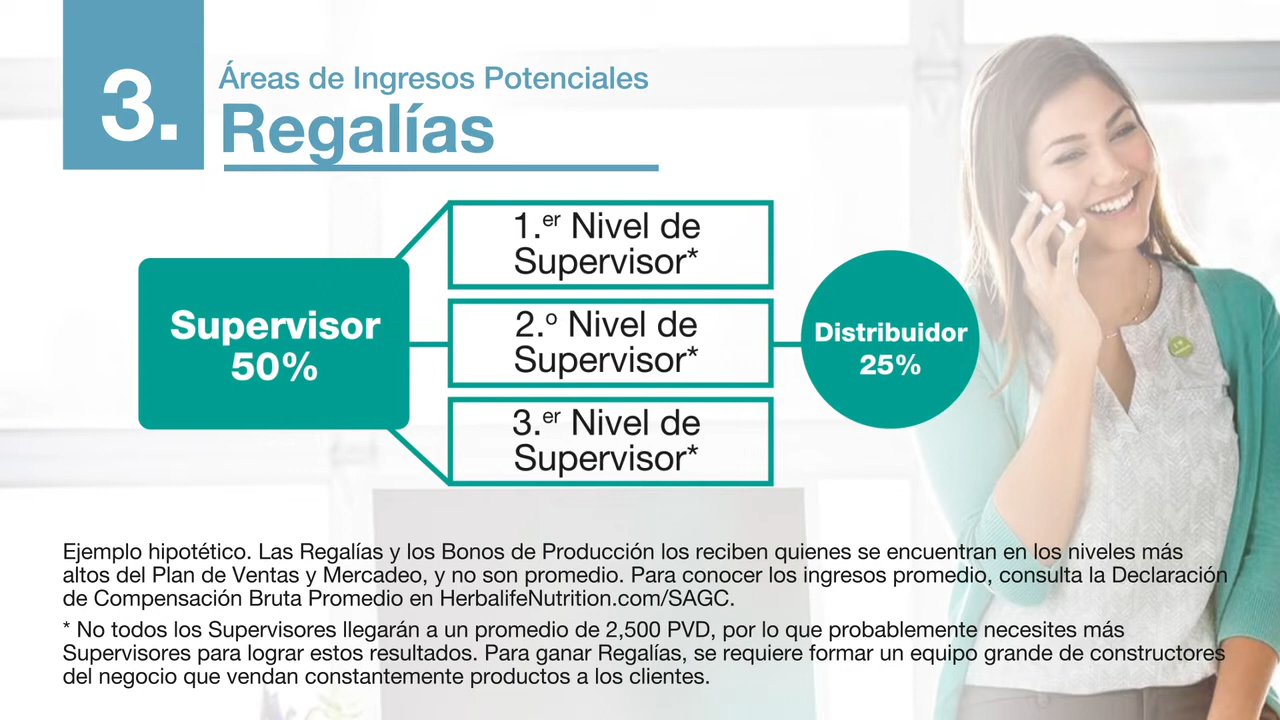 3.
Áreas de Ingresos Potenciales
Regalías
Supervisor
50%
1.er Nivel de
Supervisor*
2.o Nivel de
Supervisor*
3.er Nivel de
Supervisor*
Distribuidor
25%
Ejemplo hipotético. Las Regalías y los Bonos de Producción los reciben quienes se encuentran en los niveles más
altos del Plan de Ventas y Mercadeo, y no son promedio. Para conocer los ingresos promedio, consulta la Declaración
de Compensación Bruta Promedio en HerbalifeNutrition.com/SAGC.
* No todos los Supervisores llegarán a un promedio de 2,500 PVD, por lo que probablemente necesites más
Supervisores para lograr estos resultados. Para ganar Regalías, se requiere formar un equipo grande de constructores
del negocio que vendan constantemente productos a los clientes.